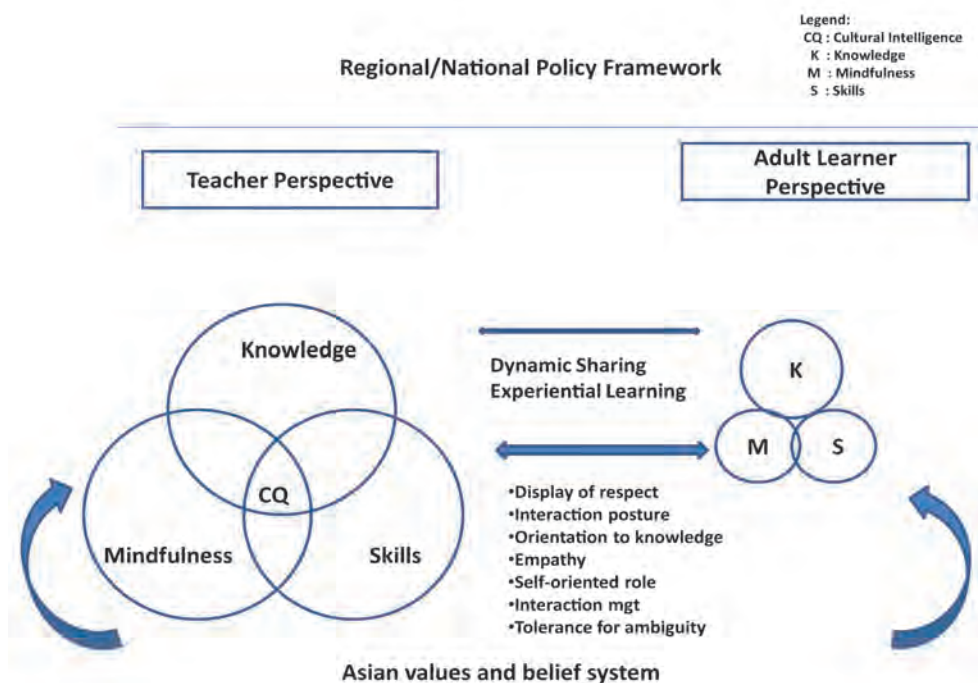 Legend:
CQ : Cultural Intelligence
K : Knowledge
M : Mindfulness
S : Skills
Regional/National Policy Framework
Teacher Perspective
Adult Learner
Perspective
Knowledge
Mindfulness
CQ
Skills
Dynamic Sharing
Experiential Learning
•Display of respect
•Interaction posture
•Orientation to knowledge
•Empathy
•Self-oriented role
•Interaction mgt
•Tolerance for ambiguity
K
M
S
Asian values and belief system